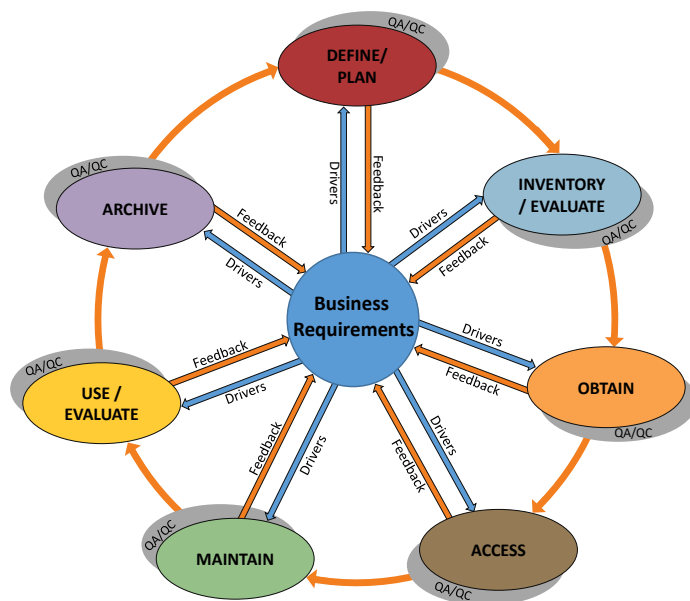 QA/QC
DEFINE/
PLAN
QA/QC
INVENTORY
/ EVALUATE
QA/QC
OBTAIN
QA/QC
ACCESS
QA/QC
MAINTAIN
QA/QC
USE /
EVALUATE
QA/QC
ARCHIVE
Business
Requirements
Drivers
Feedback
Drivers
Feedback
Drivers
Feedback
Drivers
Feedback
Drivers
Feedback
Drivers
Feedback
Drivers
Feedback